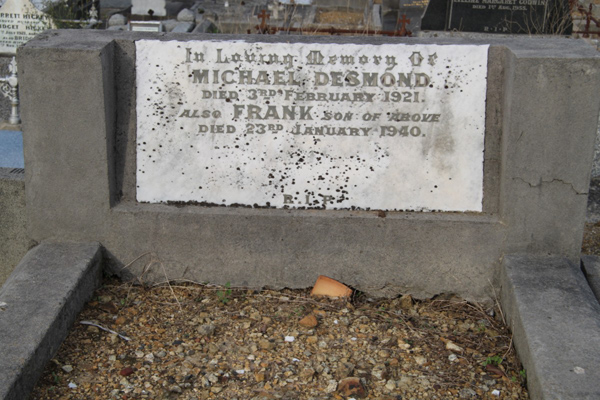 In Loving Memory Of
MICHAEL DESMOND
DIED 3RD FEBRUARY 1921.
ALSO FRANK SON OF ABOVE
DIED 23RD JANUARY 1940.
R.I.P.
R.I.P